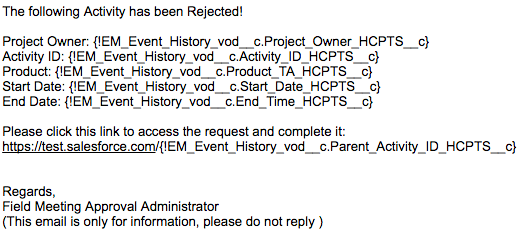 The following Activity has been Rejected!
Project Owner: {!EM_Event_History_vod__c.Project_Owner_HCPTS__c}
Activity ID: {!EM_Event_History_vod__c.Activity_ID_HCPTS__c}
Product: {!EM_Event_History_vod__c.Product_TA_HCPTS__c}
Start Date: {!EM_Event_History_vod__c.Start_Date_HCPTS__c}
End Date: {!EM_Event_History_vod__c.End_Time_HCPTS__c}
Please click this link to access the request and complete it:
https://test.salesforce.com/{!EM_Event_History_vod__c.Parent_Activity_ID_HCPTS__c}
Regards,
Field Meeting Approval Administrator
(This email is only for information, please do not reply )